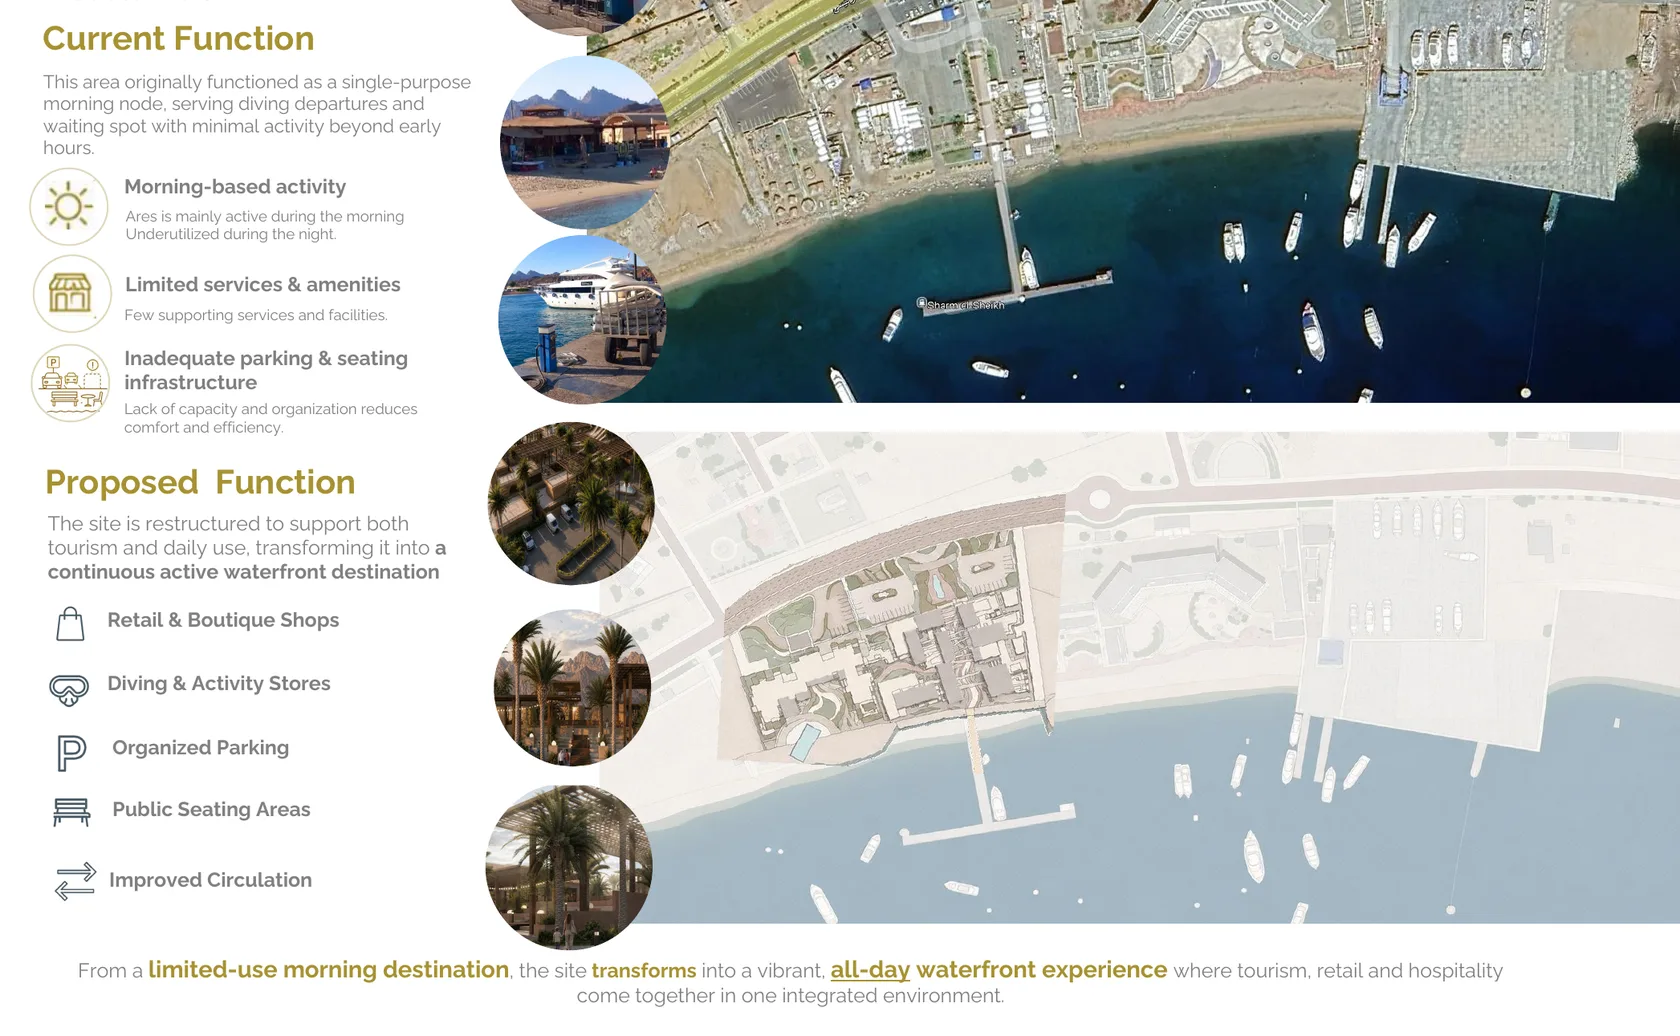 Current Function
This area originally functioned as a single-purpose
morning node, serving diving departures and
waiting spot with minimal activity beyond early
hours.
Morning-based activity
Ares is mainly active during the morning
Underutilized during the night.
Limited services & amenities
Few supporting services and facilities.
P
Inadequate parking & seating
infrastructure
Lack of capacity and organization reduces
comfort and efficiency.
Sharm el Sheikh
Proposed Function
The site is restructured to support both
tourism and daily use, transforming it into a
continuous active waterfront destination
Retail & Boutique Shops
Diving & Activity Stores
P Organized Parking
Public Seating Areas
Improved Circulation
From a limited-use morning destination, the site transforms into a vibrant, all-day waterfront experience where tourism, retail and hospitality
come together in one integrated environment.